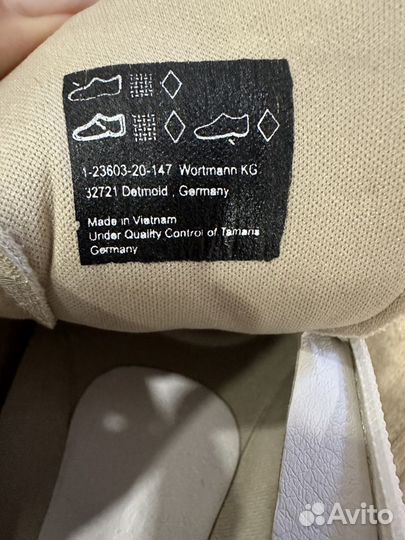 1-23603-20-147 Wortmann KG
32721 Detmold , Germany
Made in Vietnam
Under Quality Control of Tamaris
Germany
Avito